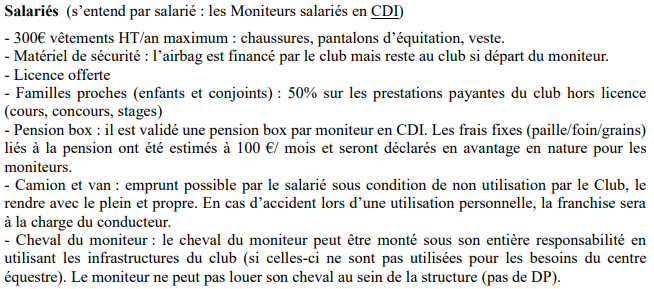 Salariés (s'entend par salarié : les Moniteurs salariés en CDI)
- 300€ vêtements HT/an maximum : chaussures, pantalons d'équitation, veste.
- Matériel de sécurité : l'airbag est financé par le club mais reste au club si départ du moniteur.
- Licence offerte
- Familles proches (enfants et conjoints) : 50% sur les prestations payantes du club hors licence
(cours, concours, stages)
- Pension box : il est validé une pension box par moniteur en CDI. Les frais fixes (paille/foin/grains)
liés à la pension ont été estimés à 100 €/ mois et seront déclarés en avantage en nature pour les
moniteurs.
- Camion et van : emprunt possible par le salarié sous condition de non utilisation par le Club, le
rendre avec le plein et propre. En cas d'accident lors d'une utilisation personnelle, la franchise sera
à la charge du conducteur.
- Cheval du moniteur : le cheval du moniteur peut être monté sous son entière responsabilité en
utilisant les infrastructures du club (si celles-ci ne sont pas utilisées pour les besoins du centre
équestre). Le moniteur ne peut pas louer son cheval au sein de la structure (pas de DP).